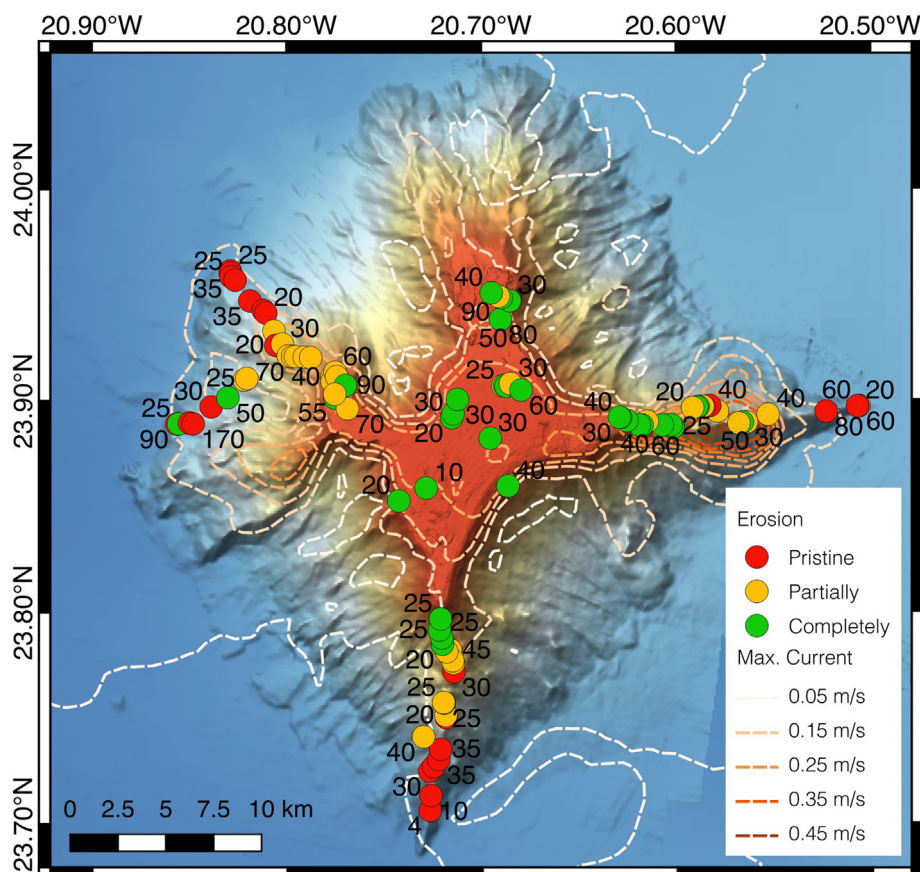 20.90°W 20.80°W 20.70°W 20.60°W 20.50°W
24.00°N
23.90°N
23.80°N
23.70°N
25 25
35
35 20
20 30
70 40 60
90
55 70
25
30
25 50
90 170
40 30
90
50 80
25 30
60
30
20 30 30
20 10 40
40 20 40 40 60 20
30 40 60 25 50 30 80 60
25
25 25
20 45
25 30
20 25
40 35
30 35
4 10
0 2.5 5 7.5 10 km
Erosion
Pristine
Partially
Completely
Max. Current
0.05 m/s
0.15 m/s
0.25 m/s
0.35 m/s
0.45 m/s